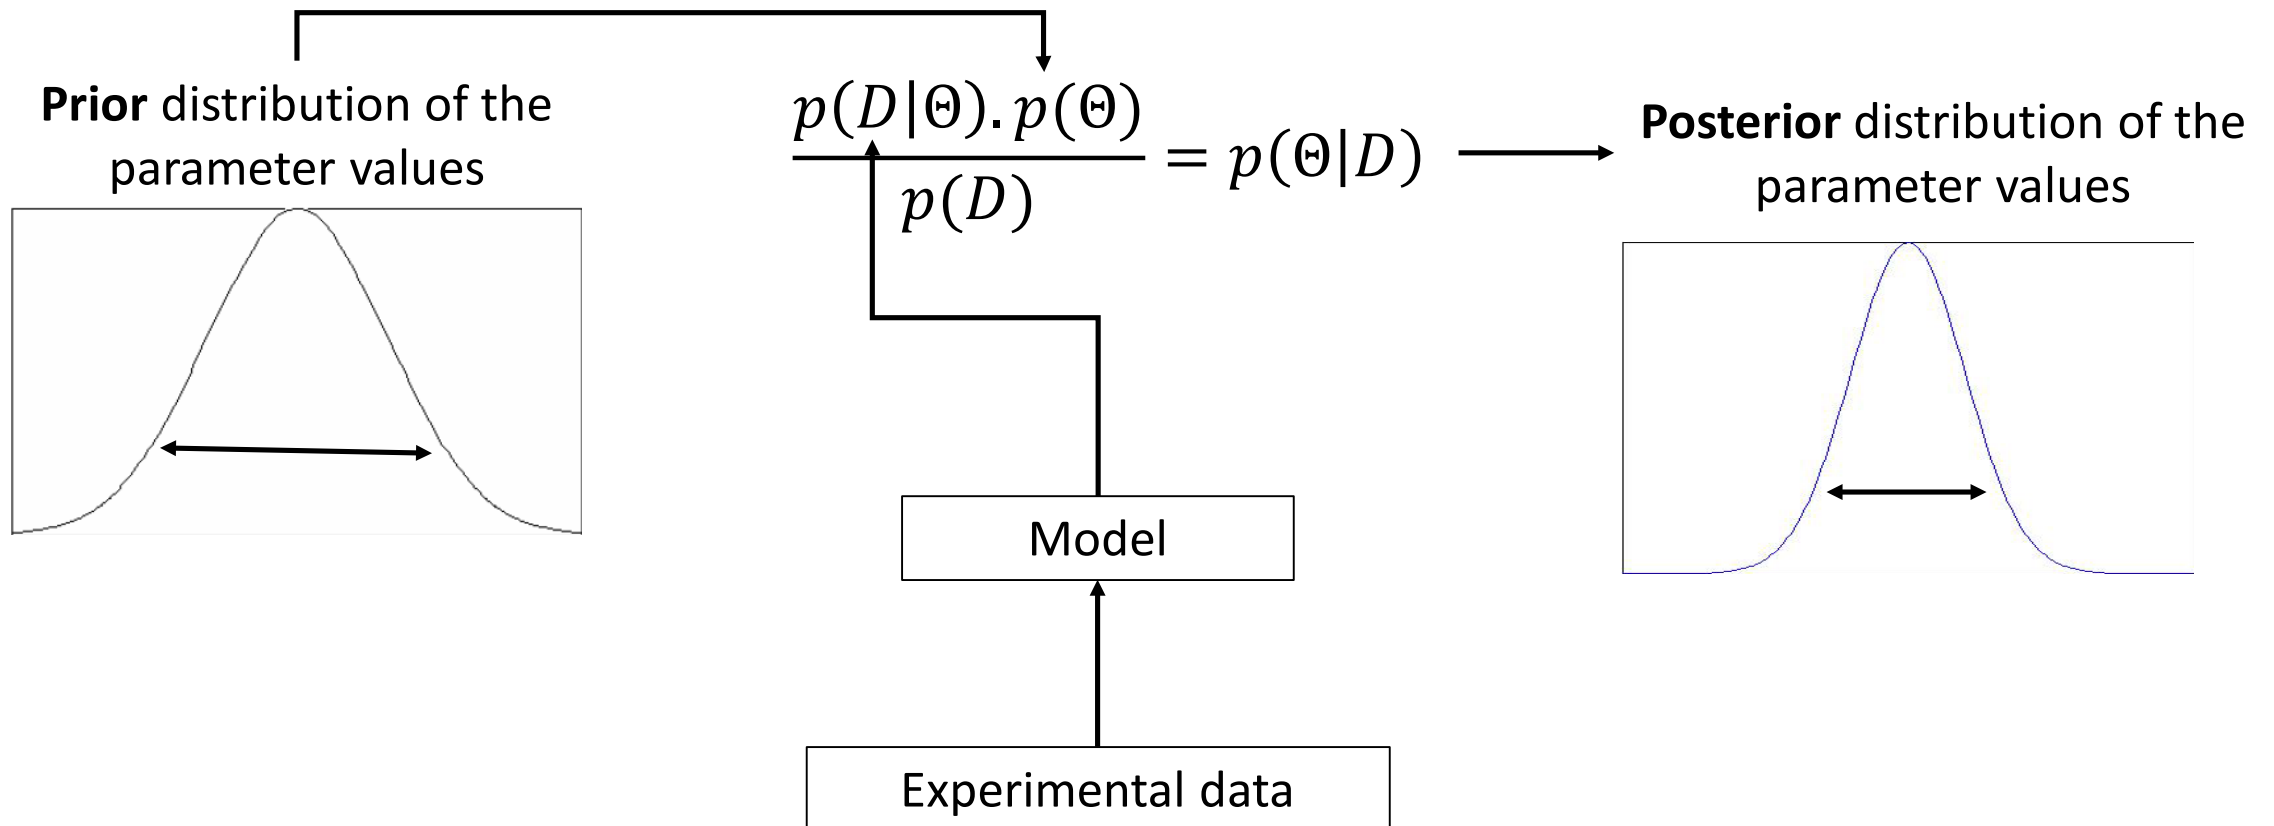 Prior distribution of the
parameter values
p(D|Θ).p(Θ)
p(D)
= p(Θ|D)
Posterior distribution of the
parameter values
Model
Experimental data